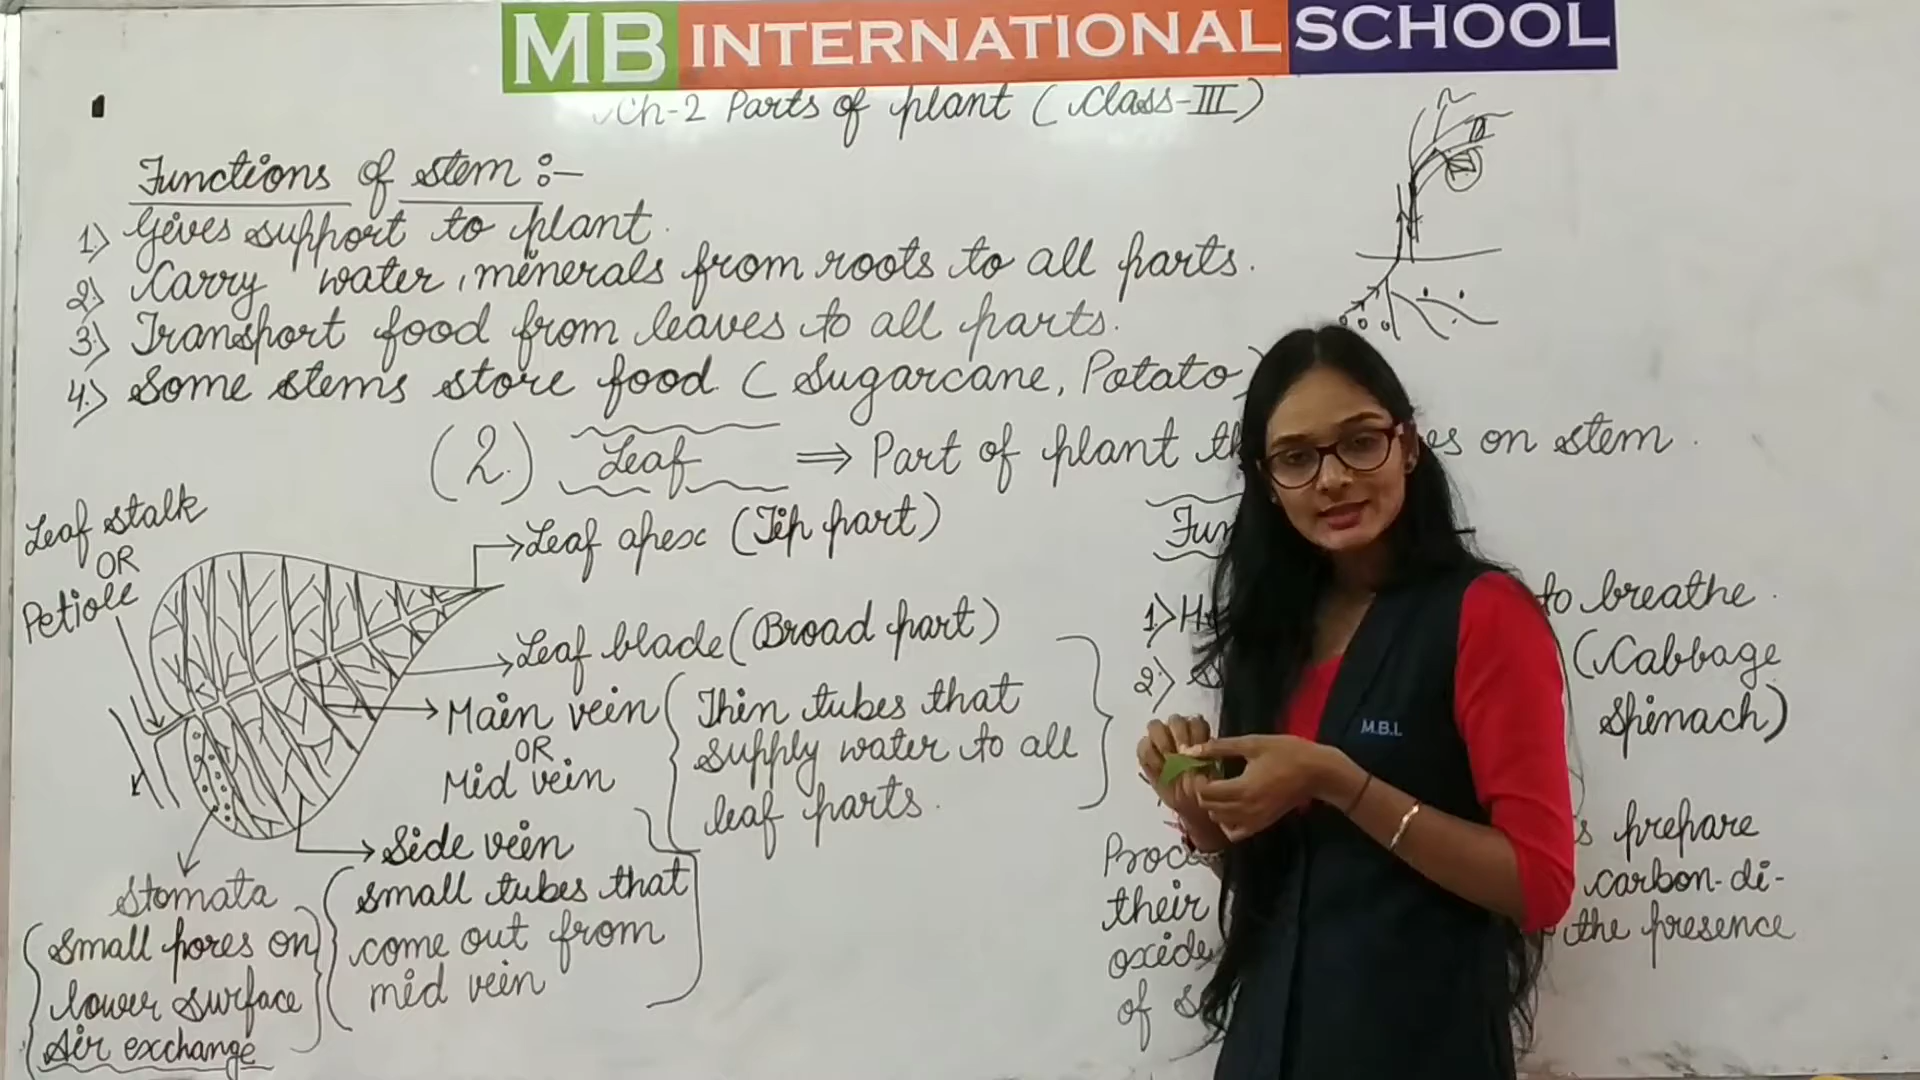 MB INTERNATIONAL SCHOOL
Ch-2 Parts of plant (Class-III)
Functions of stem :-
1.) Gives support to plant.
2.) Carry water, minerals from roots to all parts.
3.) Transport food from leaves to all parts.
4.) Some stems store food (Sugarcane, Potato)
(2.) Leaf ⇒ Part of plant on stem.
Leaf stalk
OR
Petiole
Leaf apex (Tip part)
Leaf blade (Broad part)
Main vein
OR
Mid vein
Thin tubes that
supply water to all
leaf parts.
Side vein
small tubes that
come out from
mid vein
Stomata
small pores on
lower surface
Air exchange
1.) to breathe.
2.) (Cabbage
Spinach)
prepare
their carbon-di-
oxide the presence
of
M.B.I.